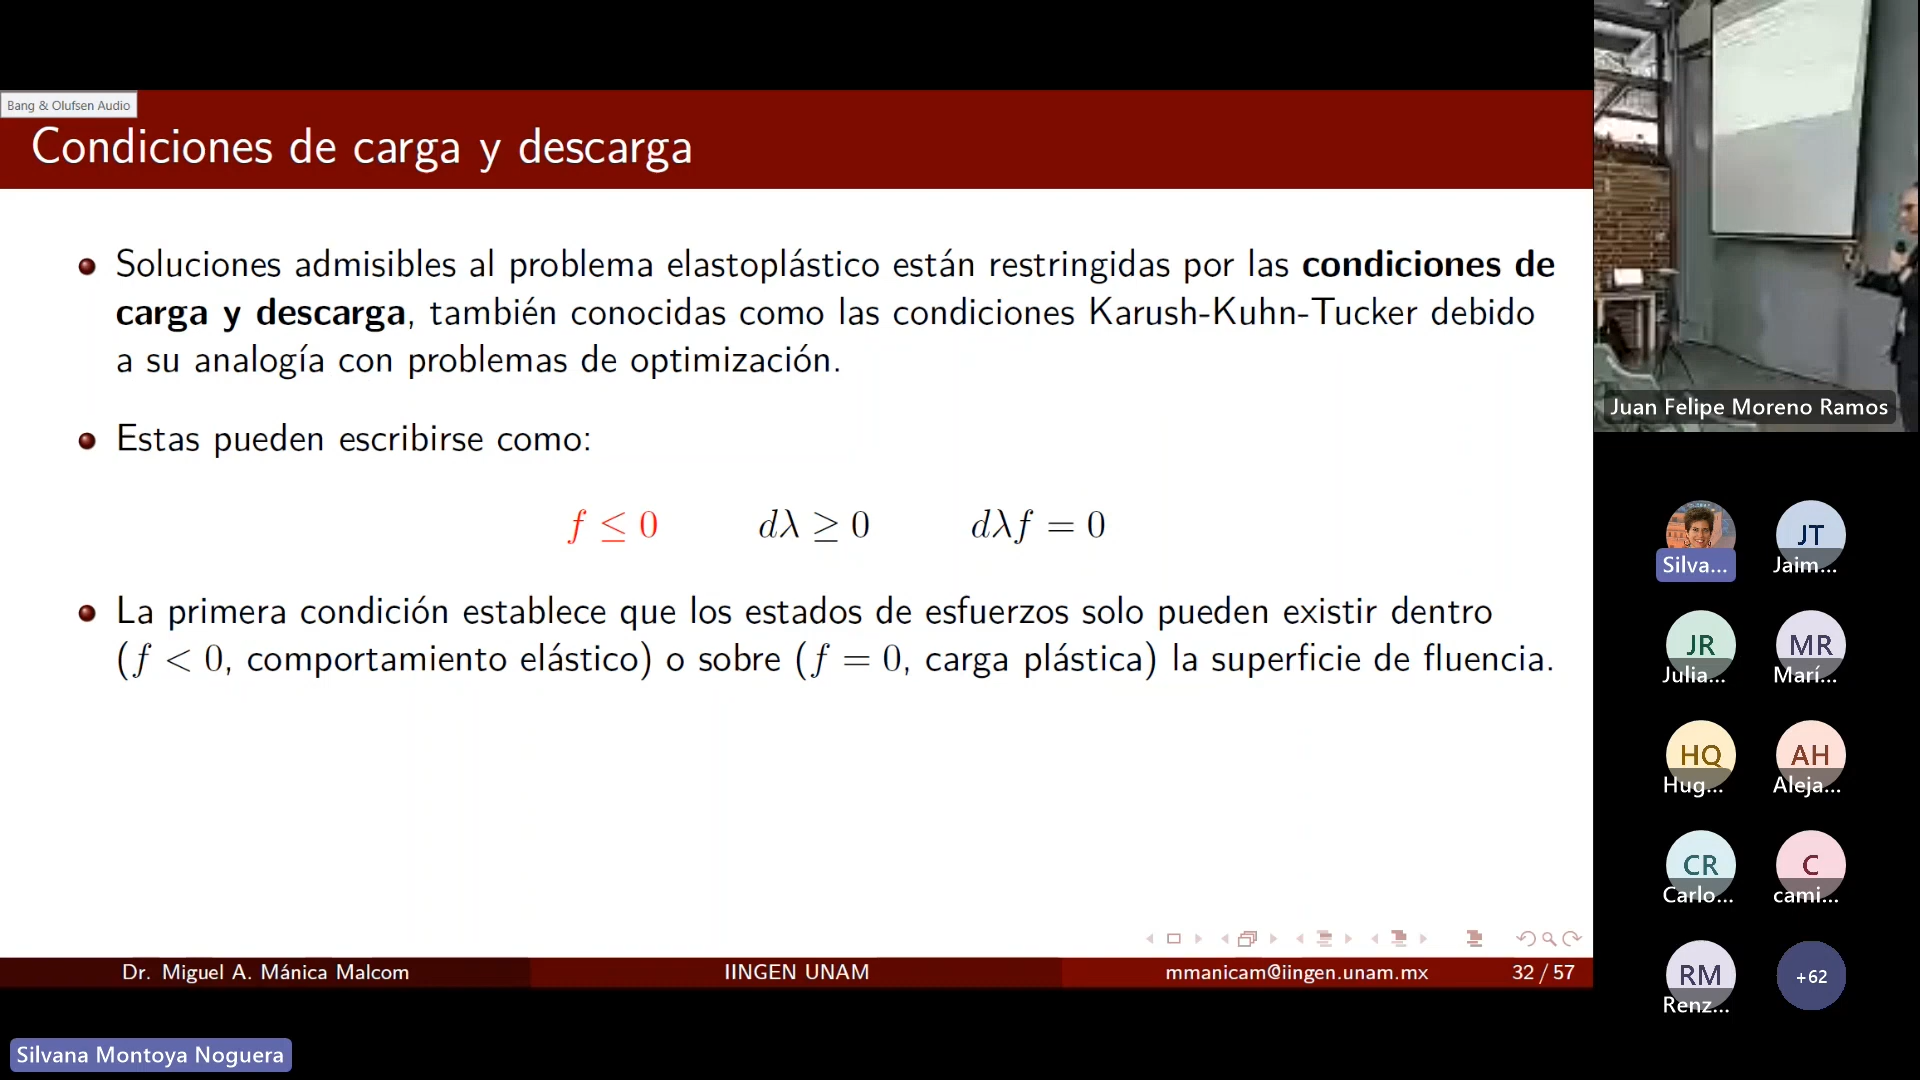 Bang & Olufsen Audio
Condiciones de carga y descarga
Soluciones admisibles al problema elastoplástico están restringidas por las condiciones de
carga y descarga, también conocidas como las condiciones Karush-Kuhn-Tucker debido
a su analogía con problemas de optimización.
Estas pueden escribirse como:
f ≤ 0 dλ ≥ 0 dλf = 0
La primera condición establece que los estados de esfuerzos solo pueden existir dentro
(f < 0, comportamiento elástico) o sobre (f = 0, carga plástica) la superficie de fluencia.
Dr. Miguel A. Mánica Malcom IINGEN UNAM mmanicam@iingen.unam.mx 32 / 57
Silvana Montoya Noguera
Juan Felipe Moreno Ramos
Silva...
JT
Jaim...
JR
Julia...
MR
Marí...
HQ
Hug...
AH
Aleja...
CR
Carlo...
C
cami...
RM
Renz...
+62